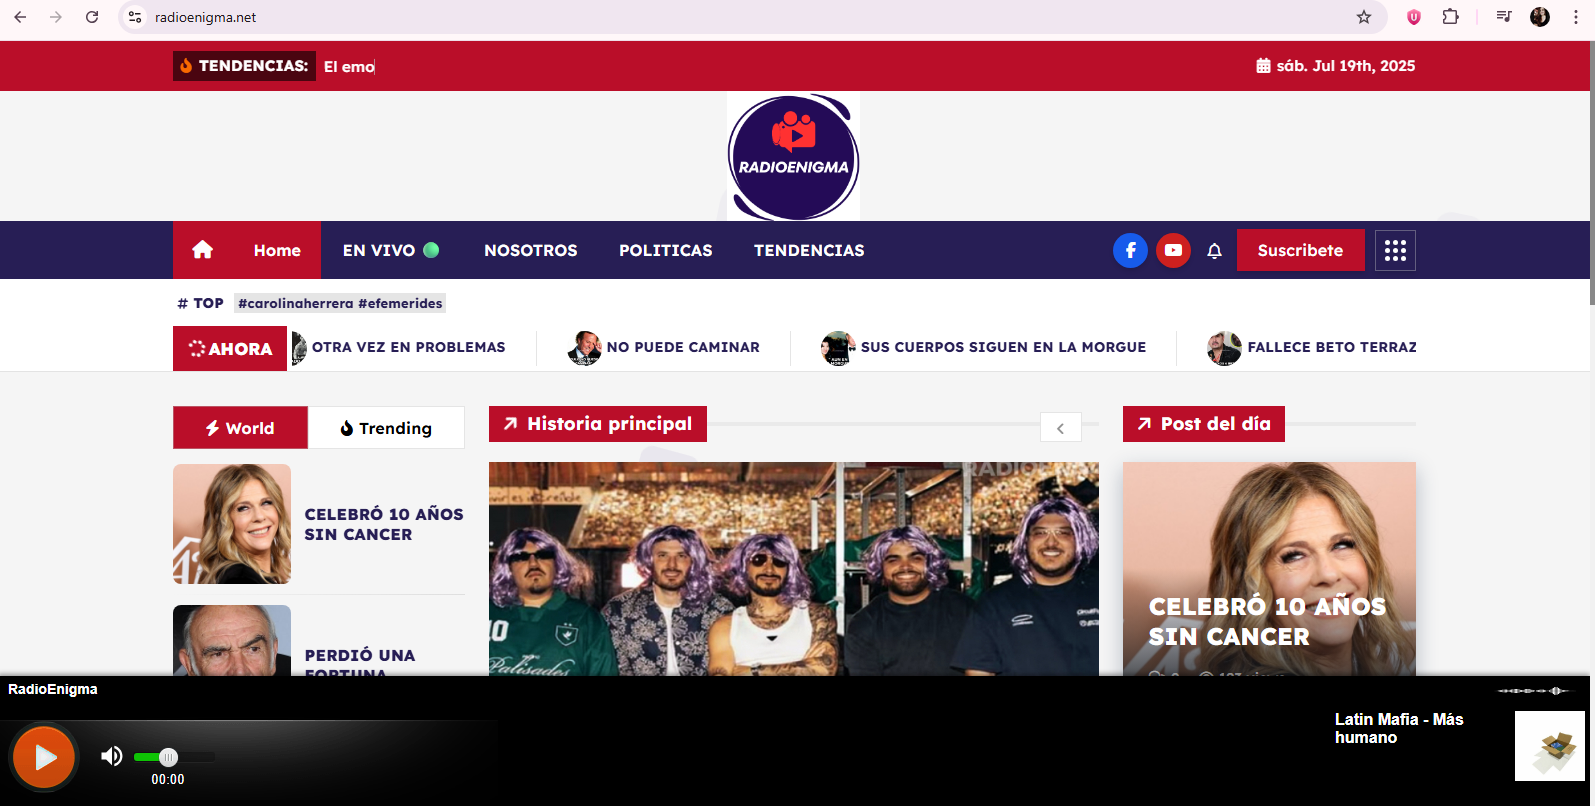 radioenigma.net
TENDENCIAS:
El emo
sáb. Jul 19th, 2025
RADIOENIGMA
Home
EN VIVO
NOSOTROS
POLITICAS
TENDENCIAS
Suscribete
# TOP
#carolinaherrera #efemerides
AHORA
OTRA VEZ EN PROBLEMAS
NO PUEDE CAMINAR
SUS CUERPOS SIGUEN EN LA MORGUE
FALLECE BETO TERRAZ
World
Trending
CELEBRÓ 10 AÑOS
SIN CANCER
PERDIÓ UNA
FORTUNA
Historia principal
Palisades
Post del día
CELEBRÓ 10 AÑOS
SIN CANCER
RadioEnigma
00:00
Latin Mafia - Más
humano